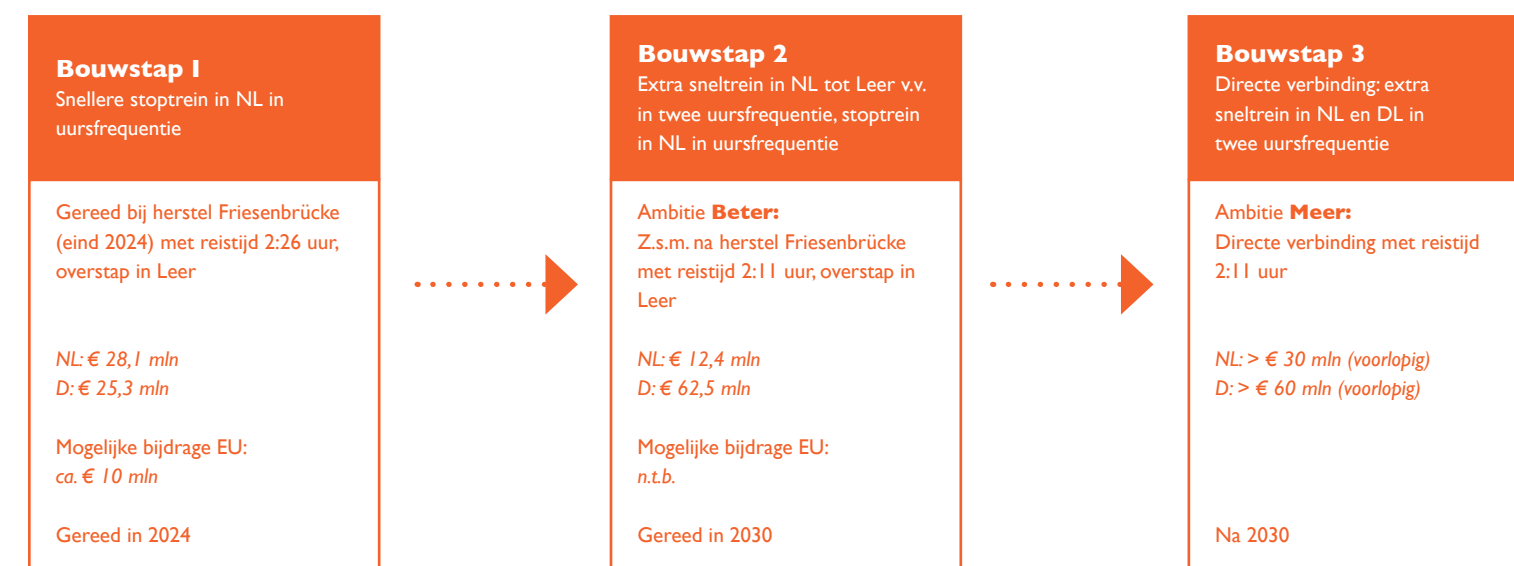 Bouwstap 1
Snellere stoptrein in NL in
uursfrequentie
Gereed bij herstel Friesenbrücke
(eind 2024) met reistijd 2:26 uur,
overstap in Leer
NL: € 28,1 mln
D: € 25,3 mln
Mogelijke bijdrage EU:
ca. € 10 mln
Gereed in 2024
Bouwstap 2
Extra sneltrein in NL tot Leer v.v.
in twee uursfrequentie, stoptrein
in NL in uursfrequentie
Ambitie Beter:
Z.s.m. na herstel Friesenbrücke
met reistijd 2:11 uur, overstap in
Leer
NL: € 12,4 mln
D: € 62,5 mln
Mogelijke bijdrage EU:
n.t.b.
Gereed in 2030
Bouwstap 3
Directe verbinding: extra
sneltrein in NL en DL in
twee uursfrequentie
Ambitie Meer:
Directe verbinding met reistijd
2:11 uur
NL: > € 30 mln (voorlopig)
D: > € 60 mln (voorlopig)
Na 2030